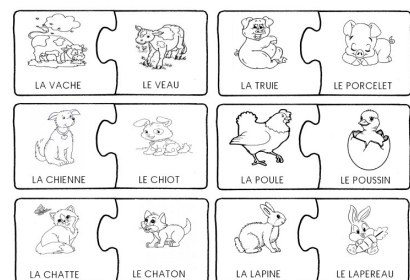 LA VACHE LE VEAU LA TRUIE LE PORCELET
LA CHIENNE LE CHIOT LA POULE LE POUSSIN
LA CHATTE LE CHATON LA LAPINE LE LAPEREAU